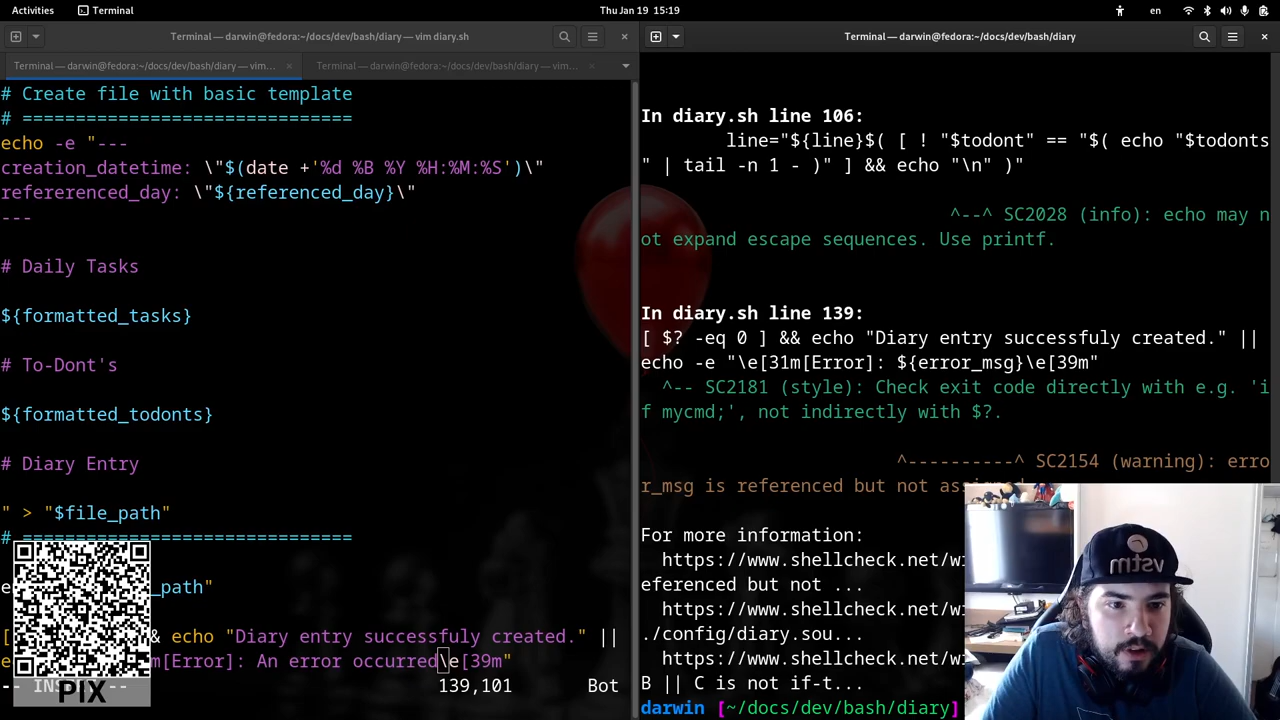 Activities
Terminal
Thu Jan 19 15:19
en
Terminal — darwin@fedora:~/docs/dev/bash/diary — vim diary.sh
Terminal — darwin@fedora:~/docs/dev/bash/diary — vim...
Terminal — darwin@fedora:~/docs/dev/bash/diary — vim...
# Create file with basic template
# ==============================
echo -e "---
creation_datetime: \"$(date +'%d %B %Y %H:%M:%S')\"
refererenced_day: \"${referenced_day}\"
---
# Daily Tasks
${formatted_tasks}
# To-Dont's
${formatted_todonts}
# Diary Entry
" > "$file_path"
# ==============================
e
_path"
[
& echo "Diary entry successfuly created." ||
e
m[Error]: An error occurred\e[39m"
-- INS
--
139,101
Bot
PIX
Terminal — darwin@fedora:~/docs/dev/bash/diary
In diary.sh line 106:
line="${line}$( [ ! "$todont" == "$( echo "$todonts
" | tail -n 1 - )" ] && echo "\n" )"
^--^ SC2028 (info): echo may n
ot expand escape sequences. Use printf.
In diary.sh line 139:
[ $? -eq 0 ] && echo "Diary entry successfuly created." ||
echo -e "\e[31m[Error]: ${error_msg}\e[39m"
^-- SC2181 (style): Check exit code directly with e.g. 'i
f mycmd;', not indirectly with $?.
^----------^ SC2154 (warning): erro
r_msg is referenced but not
For more information:
https://www.shellcheck.net/wi
eferenced but not ...
https://www.shellcheck.net/wi
./config/diary.sou...
https://www.shellcheck.net/wi
B || C is not if-t...
darwin [~/docs/dev/bash/diary]
vstm